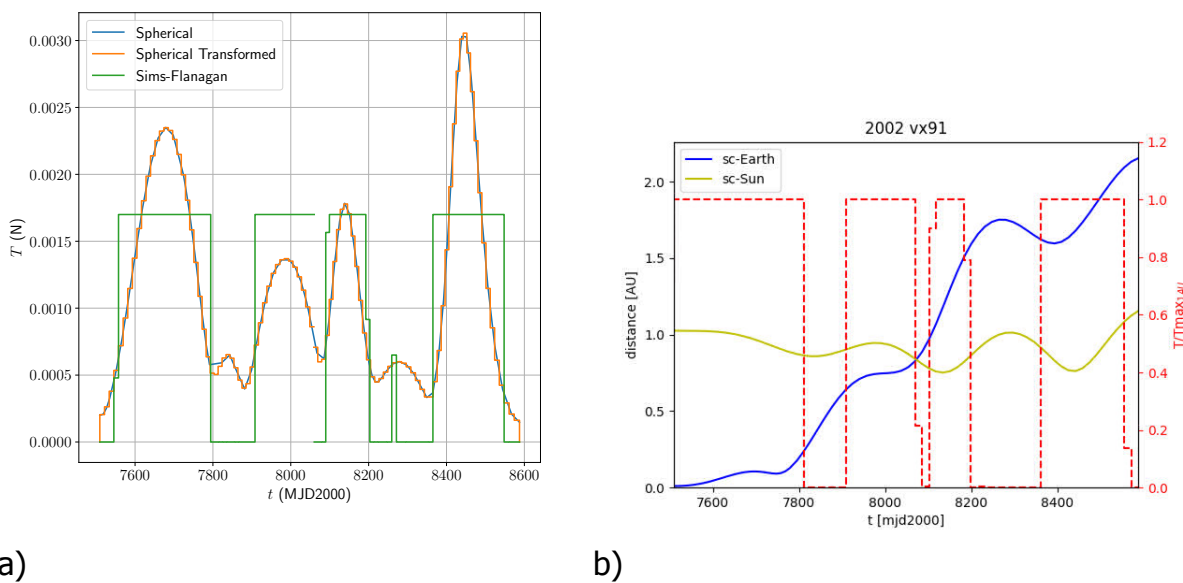 Spherical
Spherical Transformed
Sims-Flanagan
0.0030
0.0025
0.0020
0.0015
0.0010
0.0005
0.0000
T (N)
7600 7800 8000 8200 8400 8600
t (MJD2000)
a)
2002 vx91
sc-Earth
sc-Sun
2.0
1.5
1.0
0.5
0.0
distance [AU]
1.2
1.0
0.8
0.6
0.4
0.2
0.0
T/Tmax1AU
7600 7800 8000 8200 8400
t [mjd2000]
b)